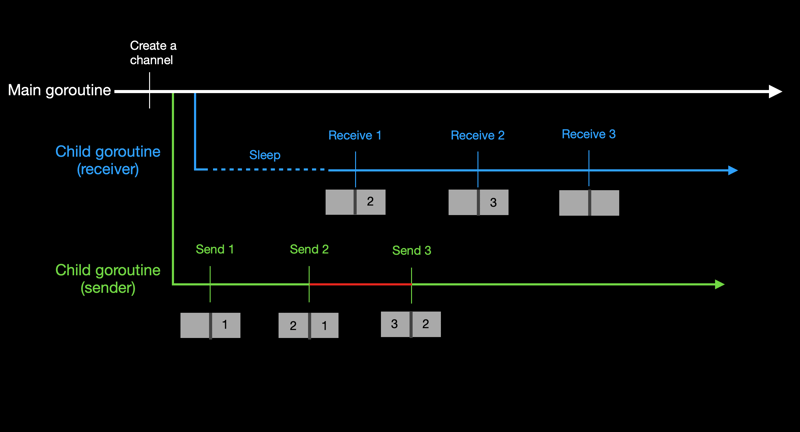 Create a
channel
Main goroutine
Child goroutine
(receiver)
Sleep
Receive 1
Receive 2
Receive 3
2
3
Child goroutine
(sender)
Send 1
Send 2
Send 3
1
2 1
3 2